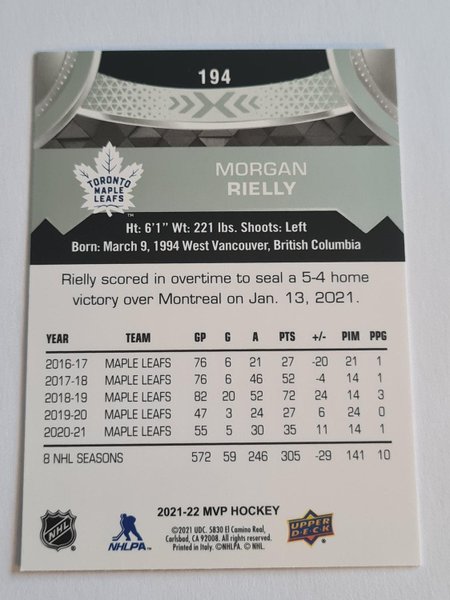 194
TORONTO
MAPLE
LEAFS
MORGAN
RIELLY
Ht: 6'1" Wt: 221 lbs. Shoots: Left
Born: March 9, 1994 West Vancouver, British Columbia
Rielly scored in overtime to seal a 5-4 home
victory over Montreal on Jan. 13, 2021.
YEAR TEAM GP G A PTS +/- PIM PPG
2016-17 MAPLE LEAFS 76 6 21 27 -20 21 1
2017-18 MAPLE LEAFS 76 6 46 52 -4 14 1
2018-19 MAPLE LEAFS 82 20 52 72 24 14 3
2019-20 MAPLE LEAFS 47 3 24 27 6 24 0
2020-21 MAPLE LEAFS 55 5 30 35 11 14 1
8 NHL SEASONS 572 59 246 305 -29 141 10
2021-22 MVP HOCKEY
NHL
NHLPA
©2021 UDC. 5830 El Camino Real,
Carlsbad, CA 92008. All rights reserved.
Printed in Italy. ©NHLPA. © NHL.
UPPER
DECK